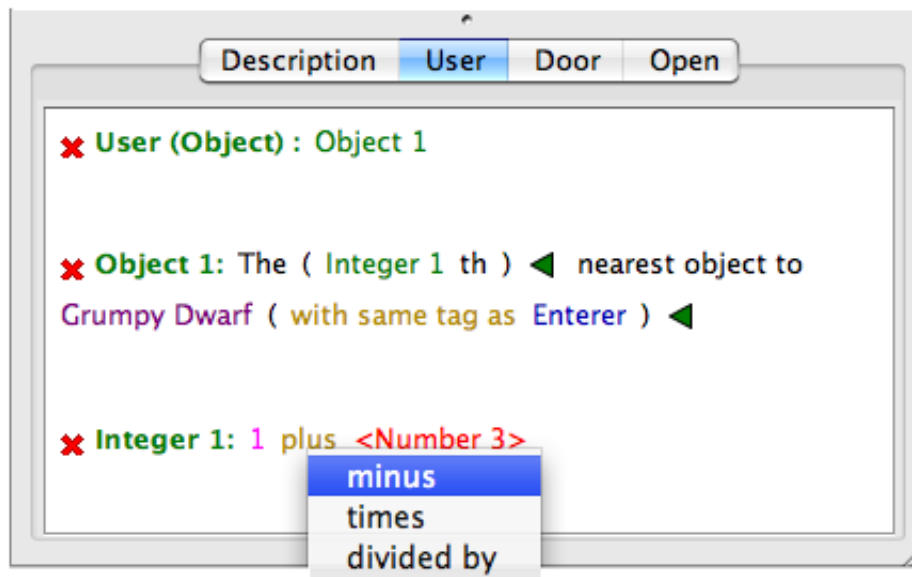 Description User Door Open
User (Object) : Object 1
Object 1: The ( Integer 1 th ) nearest object to
Grumpy Dwarf ( with same tag as Enterer )
Integer 1: 1 plus <Number 3>
minus
times
divided by